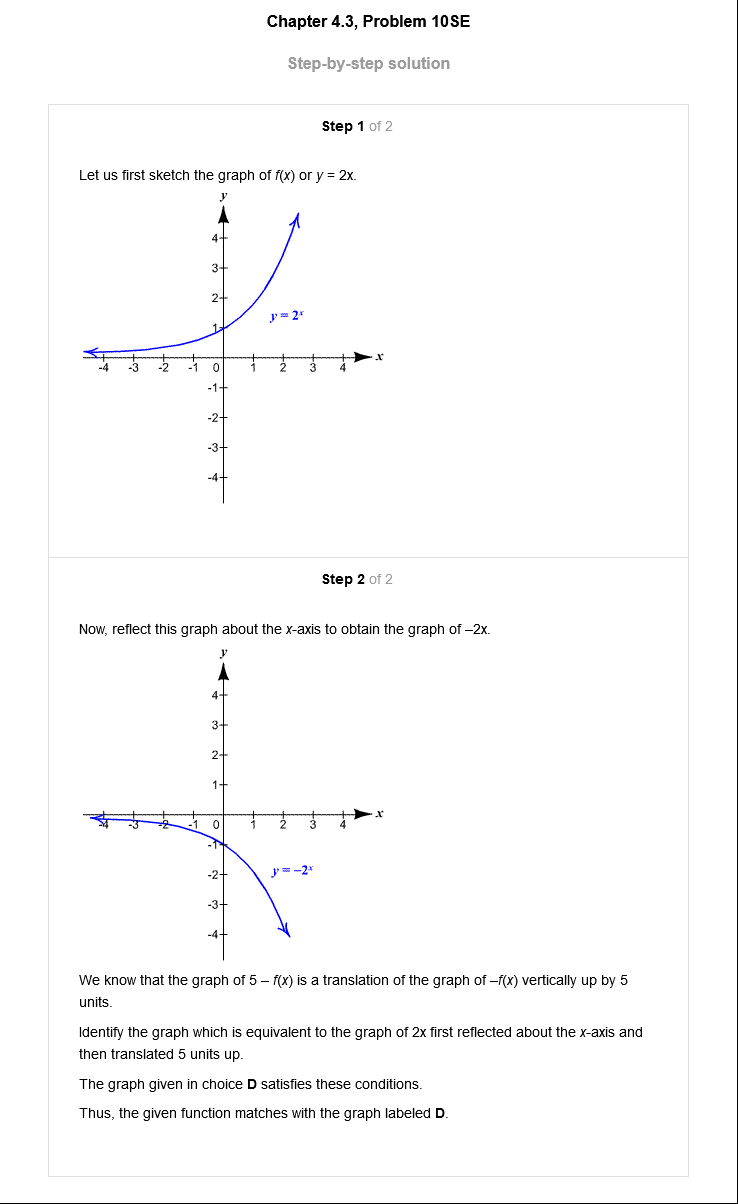 Chapter 4.3, Problem 10SE
Step-by-step solution
Step 1 of 2
Let us first sketch the graph of f(x) or y = 2x.
y
4
3
2
y = 2ˣ
1
x
-4 -3 -2 -1 0 1 2 3 4
-1
-2
-3
-4
Step 2 of 2
Now, reflect this graph about the x-axis to obtain the graph of –2x.
y
4
3
2
1
x
-4 -3 -2 -1 0 1 2 3 4
-1
-2
y = –2ˣ
-3
-4
We know that the graph of 5 – f(x) is a translation of the graph of –f(x) vertically up by 5
units.
Identify the graph which is equivalent to the graph of 2x first reflected about the x-axis and
then translated 5 units up.
The graph given in choice D satisfies these conditions.
Thus, the given function matches with the graph labeled D.